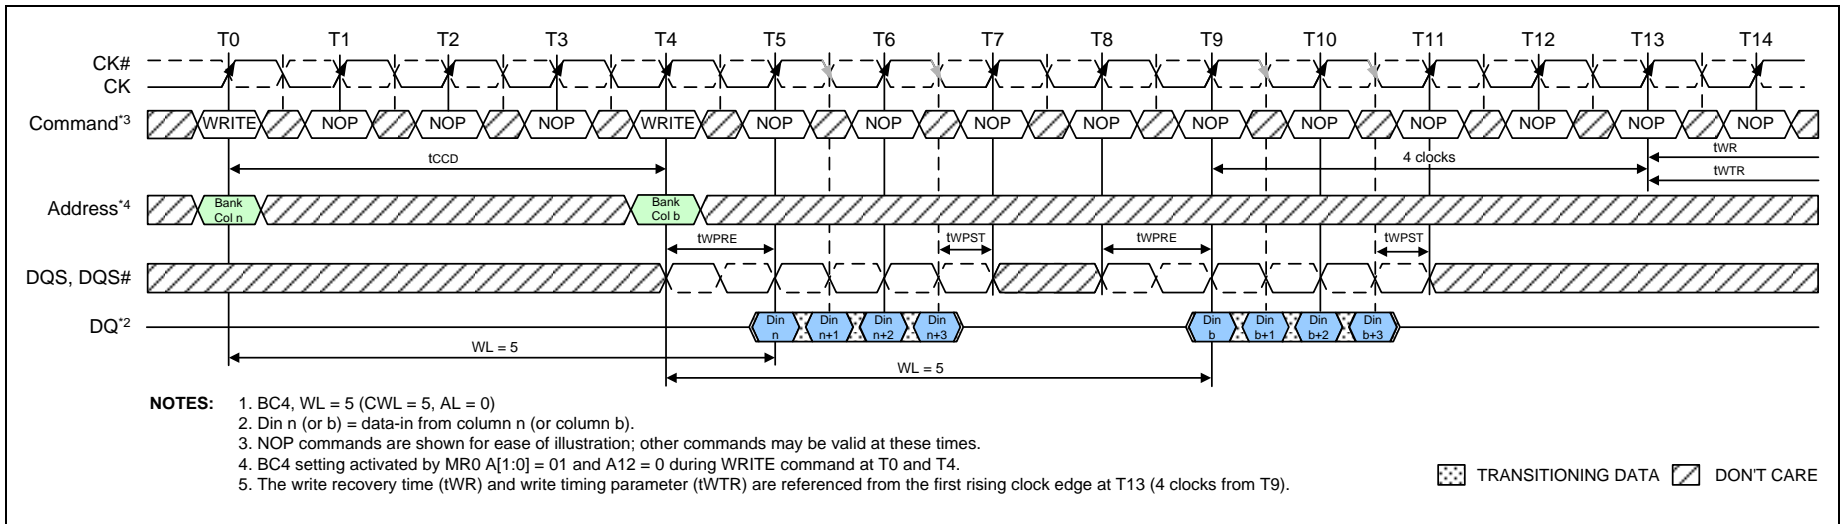 T0 T1 T2 T3 T4 T5 T6 T7 T8 T9 T10 T11 T12 T13 T14
CK#
CK
Command*3 WRITE NOP NOP NOP WRITE NOP NOP NOP NOP NOP NOP NOP NOP NOP NOP
tCCD 4 clocks tWR
tWTR
Address*4 Bank Col n Bank Col b
tWPRE tWPST tWPRE tWPST
DQS, DQS#
DQ*2 Din n Din n+1 Din n+2 Din n+3 Din b Din b+1 Din b+2 Din b+3
WL = 5
WL = 5
NOTES: 1. BC4, WL = 5 (CWL = 5, AL = 0)
2. Din n (or b) = data-in from column n (or column b).
3. NOP commands are shown for ease of illustration; other commands may be valid at these times.
4. BC4 setting activated by MR0 A[1:0] = 01 and A12 = 0 during WRITE command at T0 and T4.
5. The write recovery time (tWR) and write timing parameter (tWTR) are referenced from the first rising clock edge at T13 (4 clocks from T9).
TRANSITIONING DATA DON'T CARE